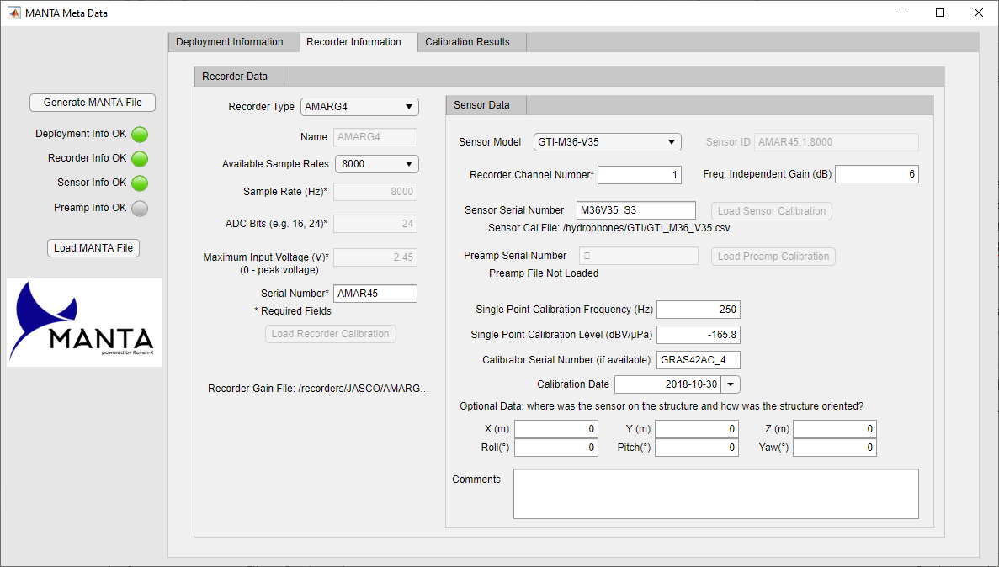 MANTA Meta Data
Deployment Information
Recorder Information
Calibration Results
Generate MANTA File
Deployment Info OK
Recorder Info OK
Sensor Info OK
Preamp Info OK
Load MANTA File
MANTA
powered by Raven-X
Recorder Data
Recorder Type AMARG4
Name AMARG4
Available Sample Rates 8000
Sample Rate (Hz)* 8000
ADC Bits (e.g. 16, 24)* 24
Maximum Input Voltage (V)* 2.45
(0 - peak voltage)
Serial Number* AMAR45
* Required Fields
Load Recorder Calibration
Recorder Gain File: /recorders/JASCO/AMARG...
Sensor Data
Sensor Model GTI-M36-V35 Sensor ID AMAR45.1.8000
Recorder Channel Number* 1 Freq. Independent Gain (dB) 6
Sensor Serial Number M36V35_S3 Load Sensor Calibration
Sensor Cal File: /hydrophones/GTI/GTI_M36_V35.csv
Preamp Serial Number Load Preamp Calibration
Preamp File Not Loaded
Single Point Calibration Frequency (Hz) 250
Single Point Calibration Level (dBV/µPa) -165.8
Calibrator Serial Number (if available) GRAS42AC_4
Calibration Date 2018-10-30
Optional Data: where was the sensor on the structure and how was the structure oriented?
X (m) 0 Y (m) 0 Z (m) 0
Roll(°) 0 Pitch(°) 0 Yaw(°) 0
Comments